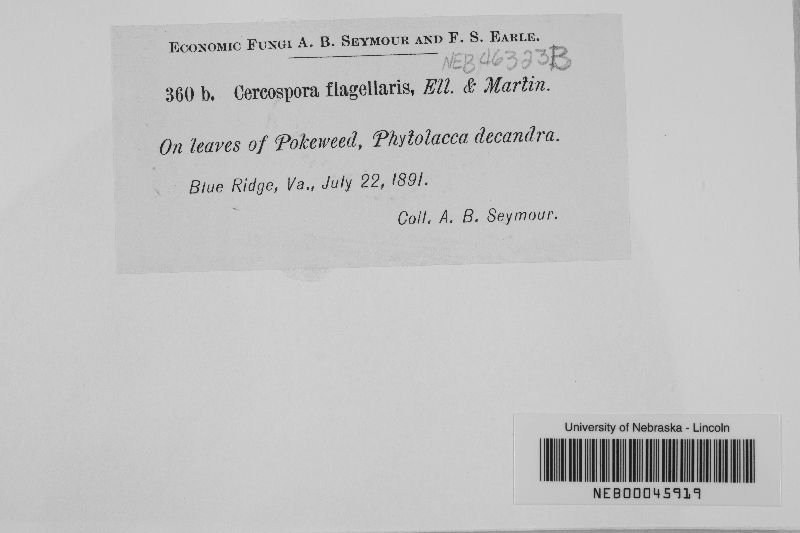 Economic Fungi A. B. Seymour and F. S. Earle.
NEB46323B
360 b. Cercospora flagellaris, Ell. & Martin.
On leaves of Pokeweed, Phytolacca decandra.
Blue Ridge, Va., July 22, 1891.
Coll. A. B. Seymour.
University of Nebraska - Lincoln
NEB00045919